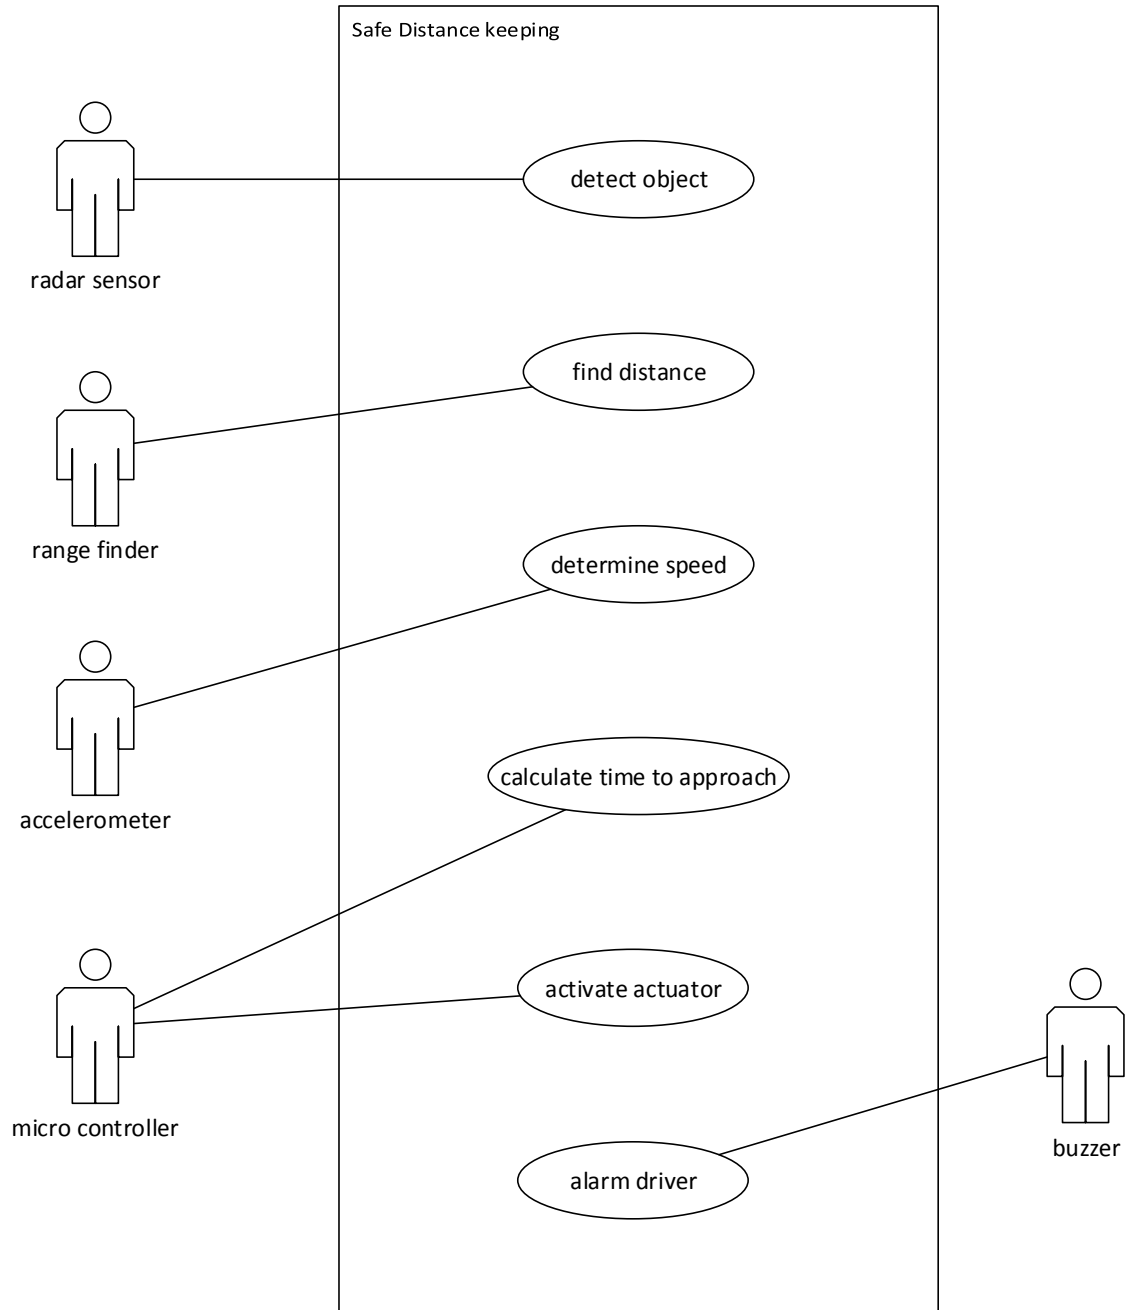 Safe Distance keeping
detect object
radar sensor
find distance
range finder
determine speed
accelerometer
calculate time to approach
activate actuator
micro controller
buzzer
alarm driver